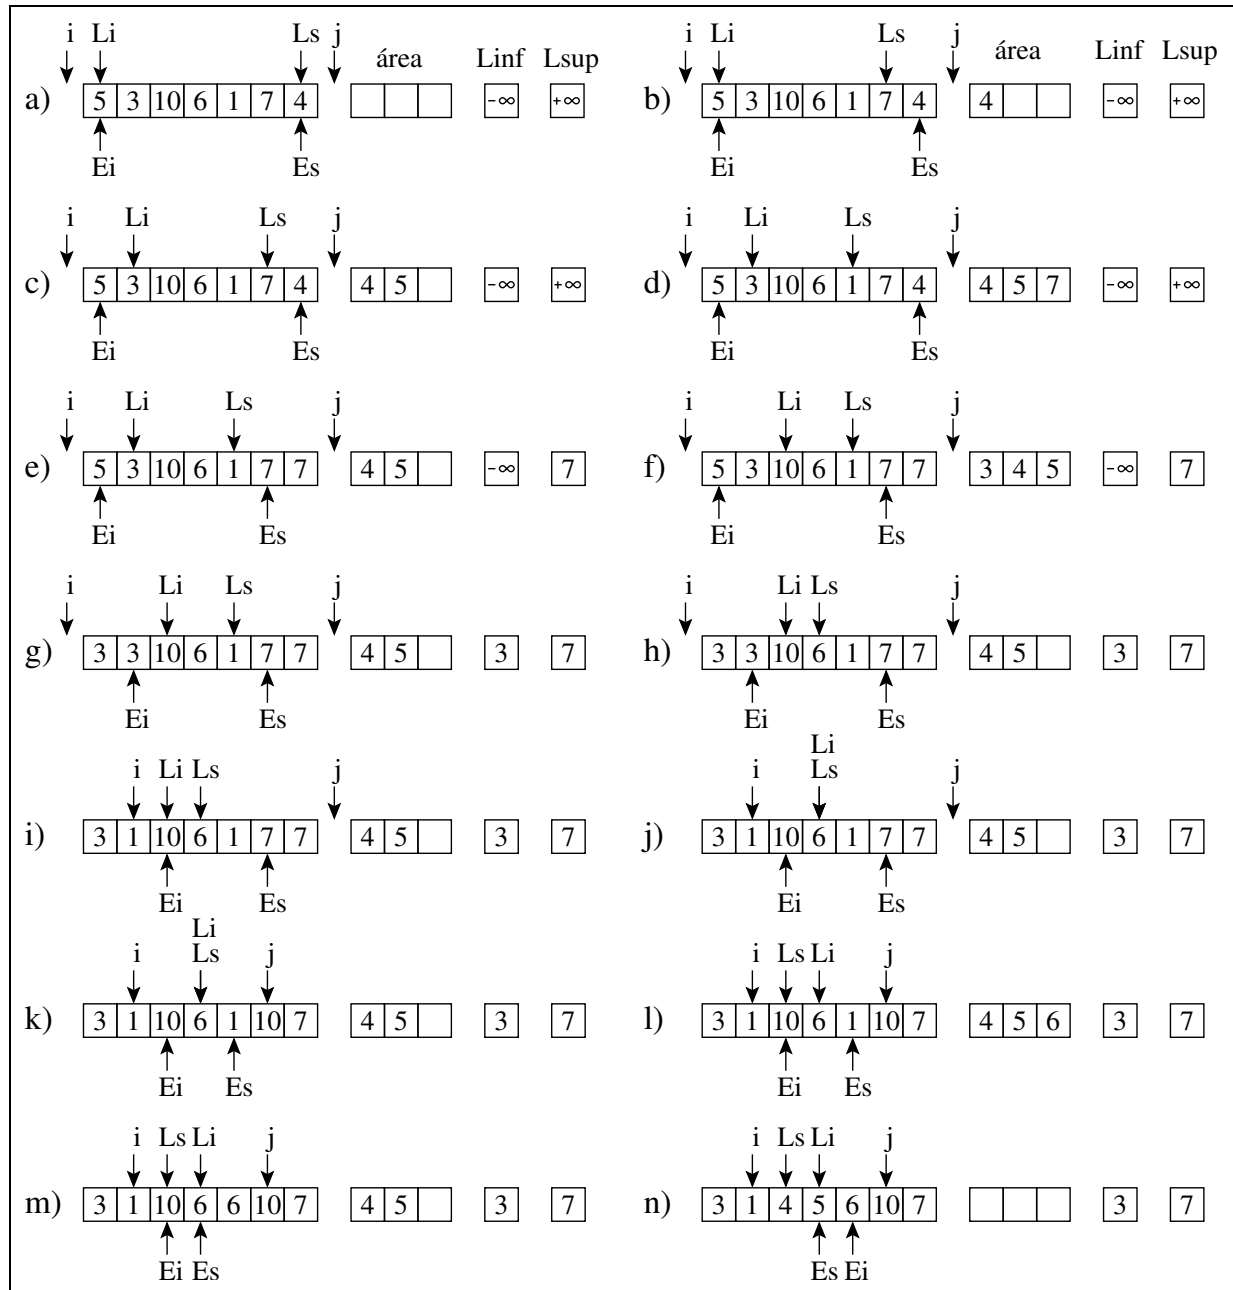 i Li Ls j área Linf Lsup
a) 5 3 10 6 1 7 4 -∞ +∞
Ei Es
i Li Ls j área Linf Lsup
b) 5 3 10 6 1 7 4 4 -∞ +∞
Ei Es
i Li Ls j
c) 5 3 10 6 1 7 4 4 5 -∞ +∞
Ei Es
i Li Ls j
d) 5 3 10 6 1 7 4 4 5 7 -∞ +∞
Ei Es
i Li Ls j
e) 5 3 10 6 1 7 7 4 5 -∞ 7
Ei Es
i Li Ls j
f) 5 3 10 6 1 7 7 3 4 5 -∞ 7
Ei Es
i Li Ls j
g) 3 3 10 6 1 7 7 4 5 3 7
Ei Es
i Li Ls j
h) 3 3 10 6 1 7 7 4 5 3 7
Ei Es
i Li Ls j
i) 3 1 10 6 1 7 7 4 5 3 7
Ei Es
Li
i Ls j
j) 3 1 10 6 1 7 7 4 5 3 7
Ei Es
Li
i Ls j
k) 3 1 10 6 1 10 7 4 5 3 7
Ei Es
i Ls Li j
l) 3 1 10 6 1 10 7 4 5 6 3 7
Ei Es
i Ls Li j
m) 3 1 10 6 6 10 7 4 5 3 7
Ei Es
i Ls Li j
n) 3 1 4 5 6 10 7 3 7
Es Ei